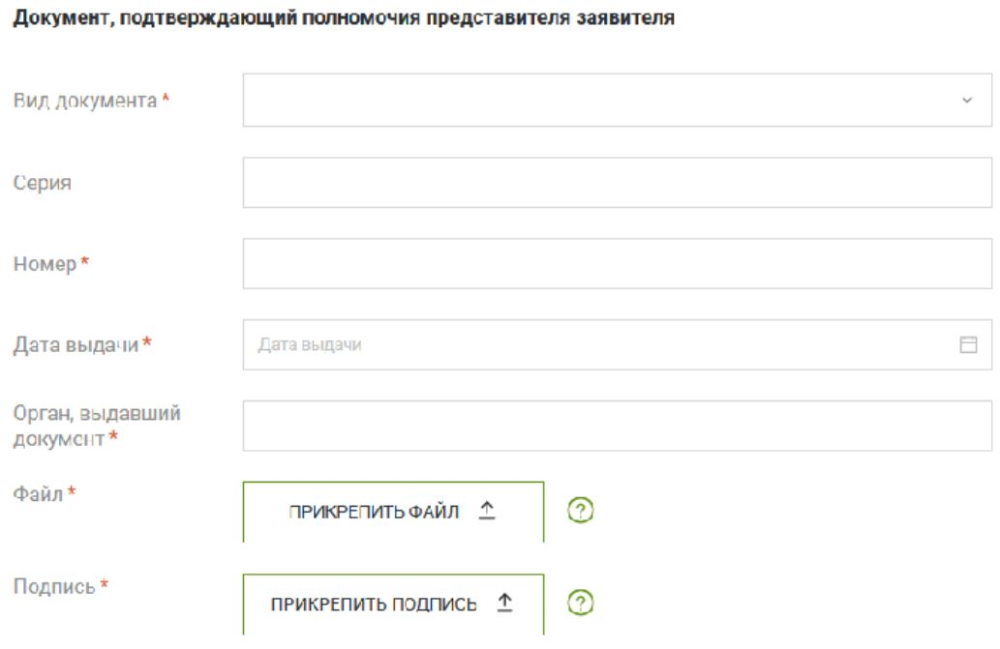 Документ, подтверждающий полномочия представителя заявителя
Вид документа *
Серия
Номер *
Дата выдачи *
Дата выдачи
Орган, выдавший
документ *
Файл *
ПРИКРЕПИТЬ ФАЙЛ
Подпись *
ПРИКРЕПИТЬ ПОДПИСЬ